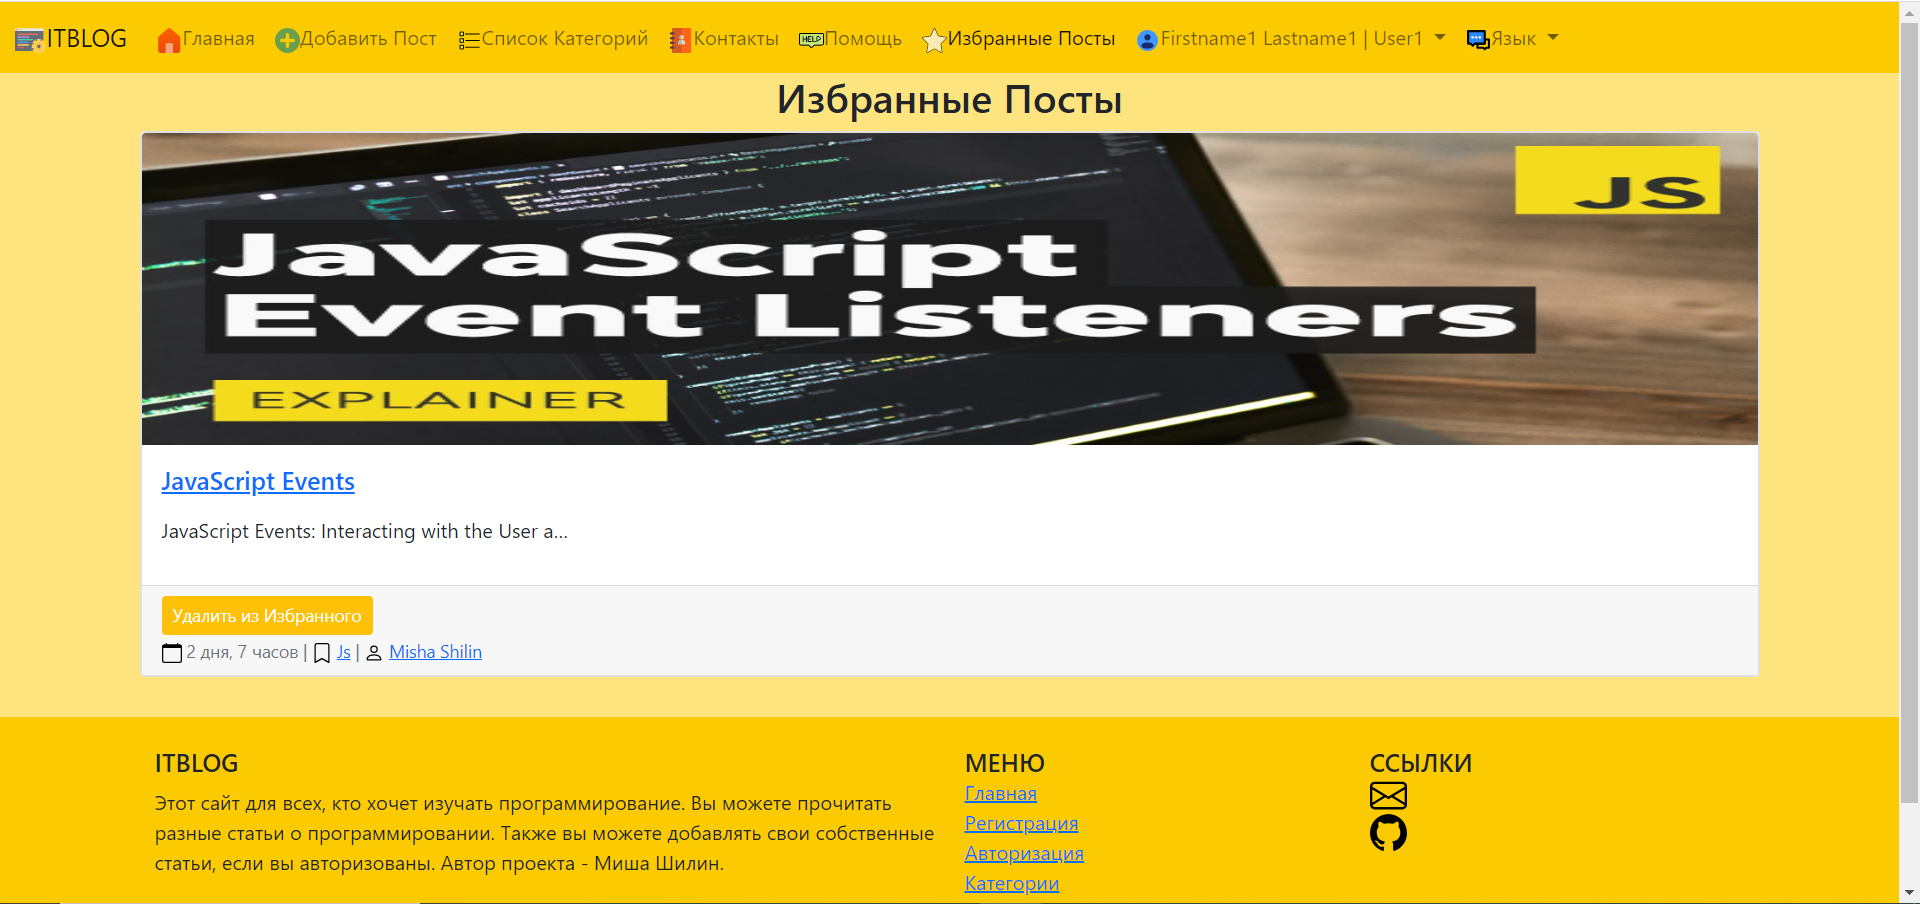 ITBLOG Главная Добавить Пост Список Категорий Контакты HELP Помощь Избранные Посты Firstname1 Lastname1 | User1 Язык
Избранные Посты
JS
JavaScript
Event Listeners
EXPLAINER
JavaScript Events
JavaScript Events: Interacting with the User a…
Удалить из Избранного
2 дня, 7 часов | Js | Misha Shilin
ITBLOG
Этот сайт для всех, кто хочет изучать программирование. Вы можете прочитать
разные статьи о программировании. Также вы можете добавлять свои собственные
статьи, если вы авторизованы. Автор проекта - Миша Шилин.
МЕНЮ
Главная
Регистрация
Авторизация
Категории
ССЫЛКИ